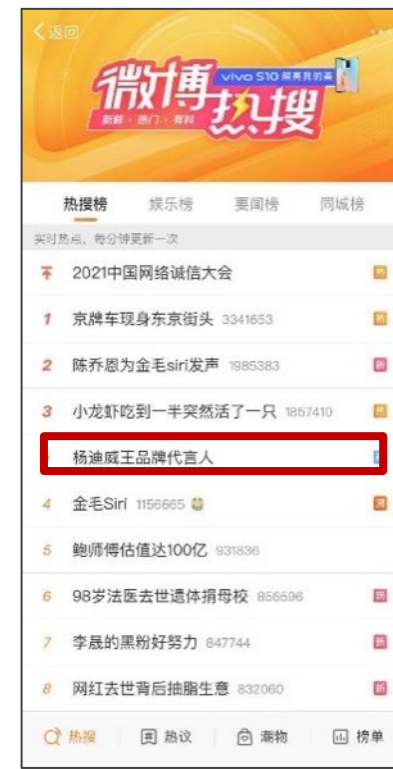 返回
微博热搜
vivo S10 照亮我的美
新鲜·热门·有料
热搜榜 娱乐榜 要闻榜 同城榜
实时热点，每分钟更新一次
2021中国网络诚信大会 热
1 京牌车现身东京街头 3341653 热
2 陈乔恩为金毛siri发声 1985383 新
3 小龙虾吃到一半突然活了一只 1857410 热
杨迪威王品牌代言人
4 金毛Siri 1156665 沸
5 鲍师傅估值达100亿 931836
6 98岁法医去世遗体捐母校 856596 新
7 李晟的黑粉好努力 847744 新
8 网红去世背后抽脂生意 832060 新
热搜 热议 潮物 榜单